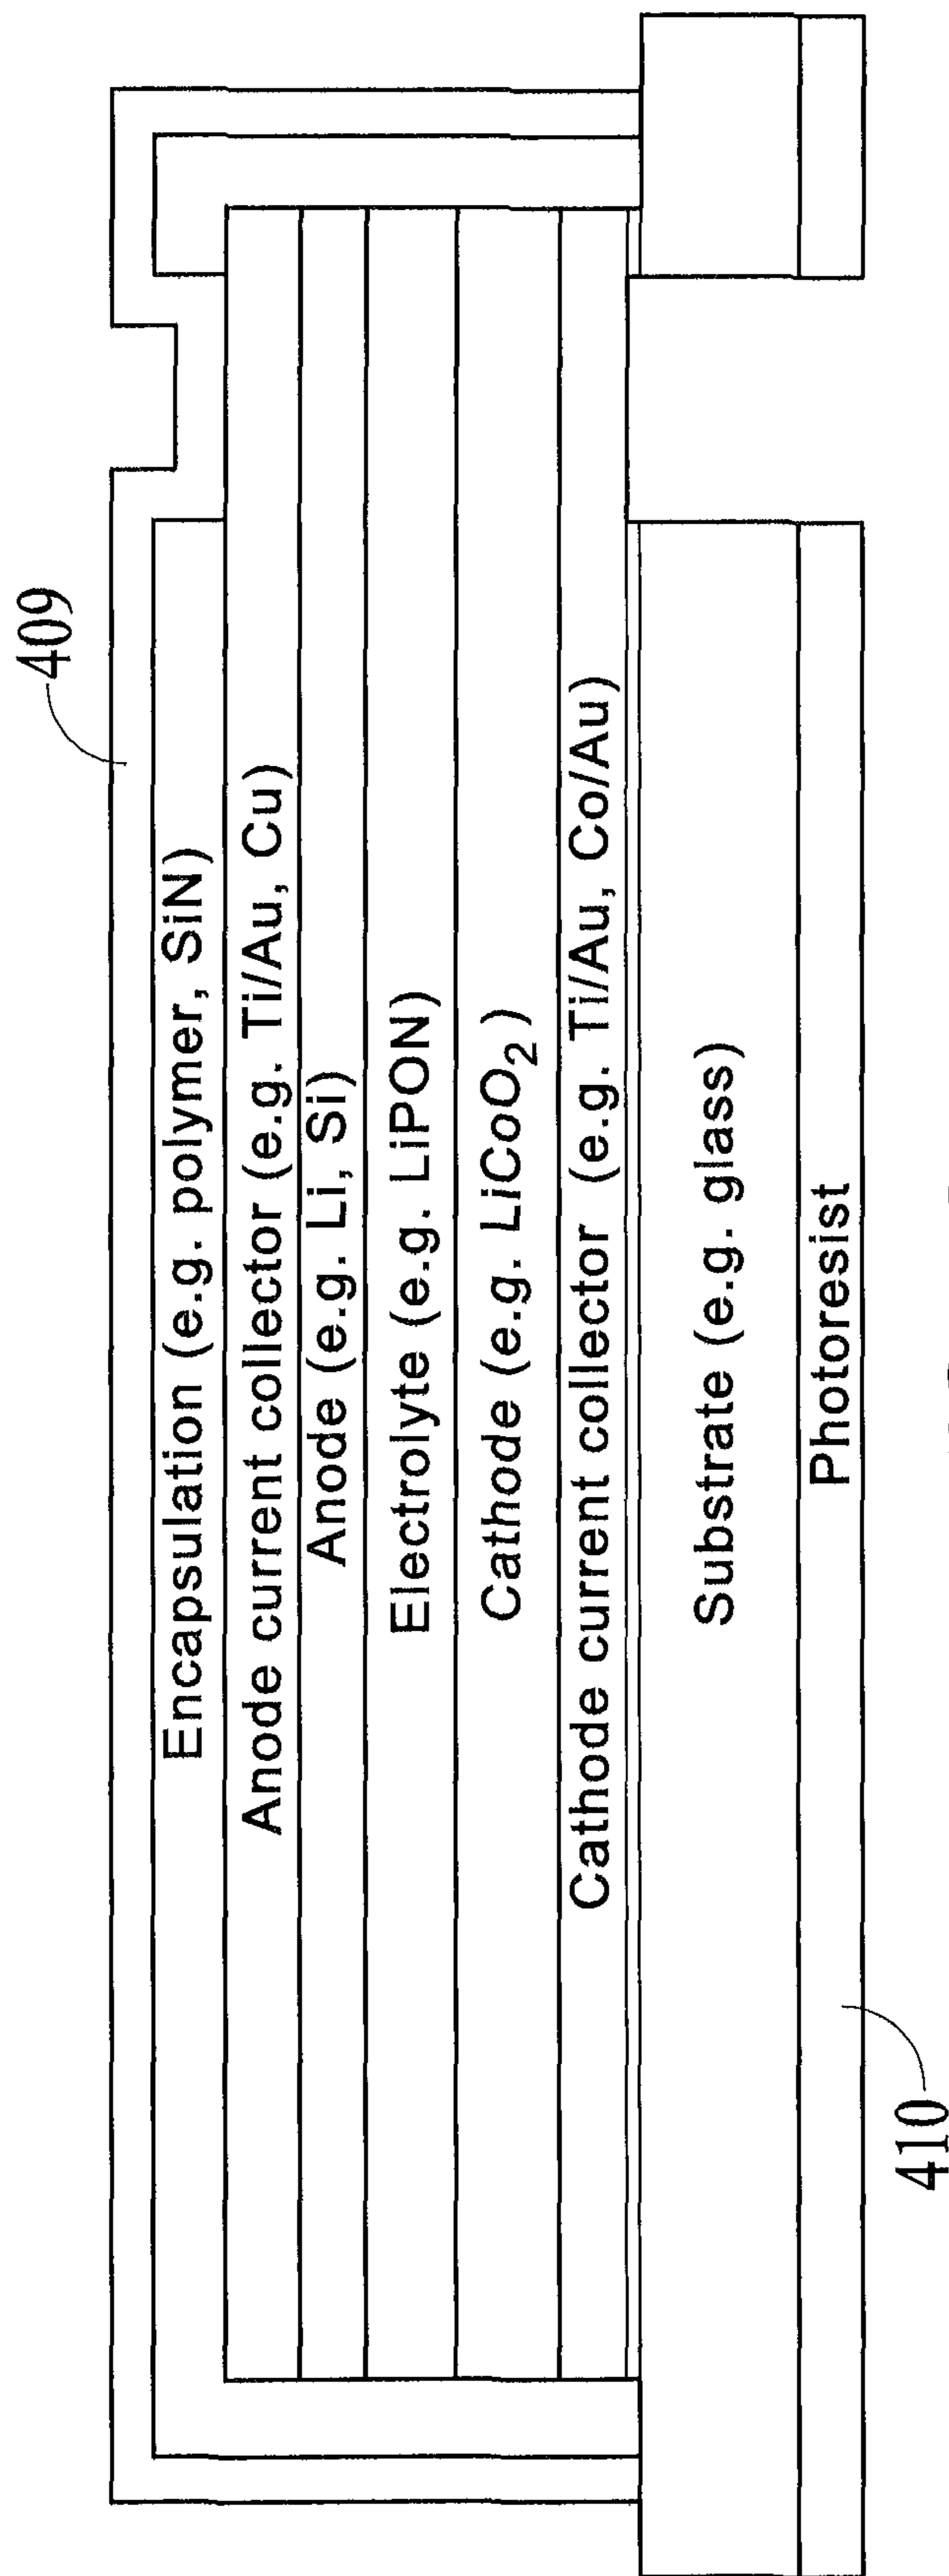 409
Encapsulation (e.g. polymer, SiN)
Anode current collector (e.g. Ti/Au, Cu)
Anode (e.g. Li, Si)
Electrolyte (e.g. LiPON)
Cathode (e.g. LiCoO₂)
Cathode current collector (e.g. Ti/Au, Co/Au)
Substrate (e.g. glass)
Photoresist
410